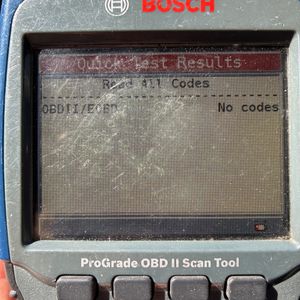 BOSCH
Quick Test Results
Read All Codes
OBDII/EOBD No codes
ProGrade OBD II Scan Tool